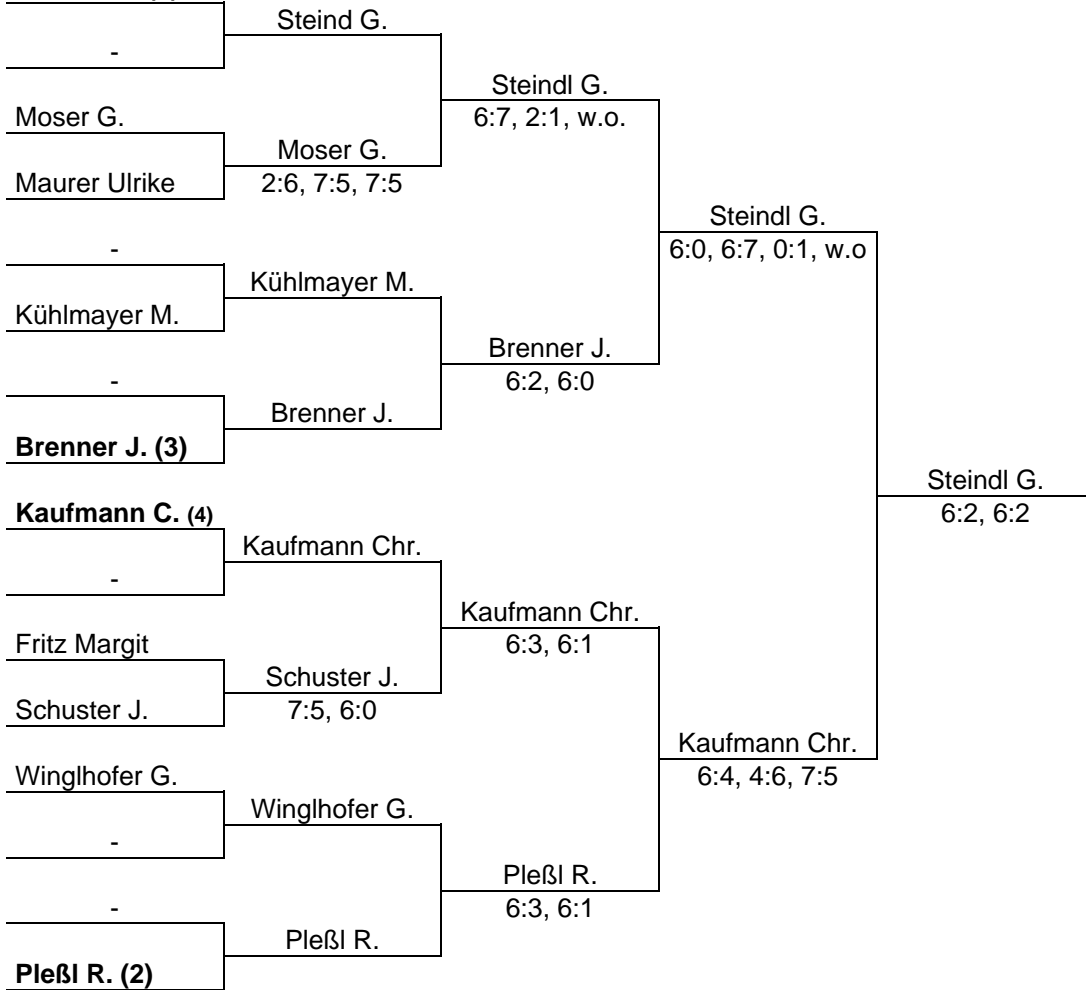 Steind G.
-
Steindl G.
Moser G.
6:7, 2:1, w.o.
Moser G.
Maurer Ulrike
2:6, 7:5, 7:5
Steindl G.
-
6:0, 6:7, 0:1, w.o
Kühlmayer M.
Kühlmayer M.
Brenner J.
-
6:2, 6:0
Brenner J.
Brenner J. (3)
Steindl G.
Kaufmann C. (4)
6:2, 6:2
Kaufmann Chr.
-
Kaufmann Chr.
Fritz Margit
6:3, 6:1
Schuster J.
Schuster J.
7:5, 6:0
Kaufmann Chr.
Winglhofer G.
6:4, 4:6, 7:5
Winglhofer G.
-
Pleßl R.
-
6:3, 6:1
Pleßl R.
Pleßl R. (2)